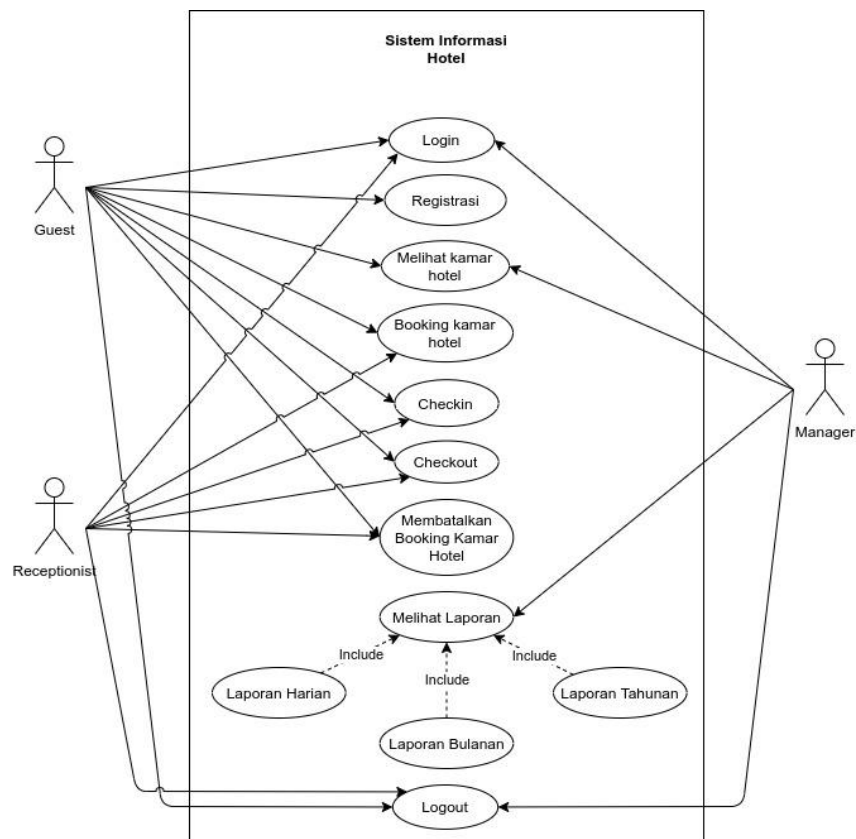 Sistem Informasi
Hotel
Login
Guest
Registrasi
Melihat kamar
hotel
Booking kamar
hotel
Checkin
Manager
Checkout
Receptionist
Membatalkan
Booking Kamar
Hotel
Melihat Laporan
Include
Include
Include
Laporan Harian
Laporan Tahunan
Laporan Bulanan
Logout